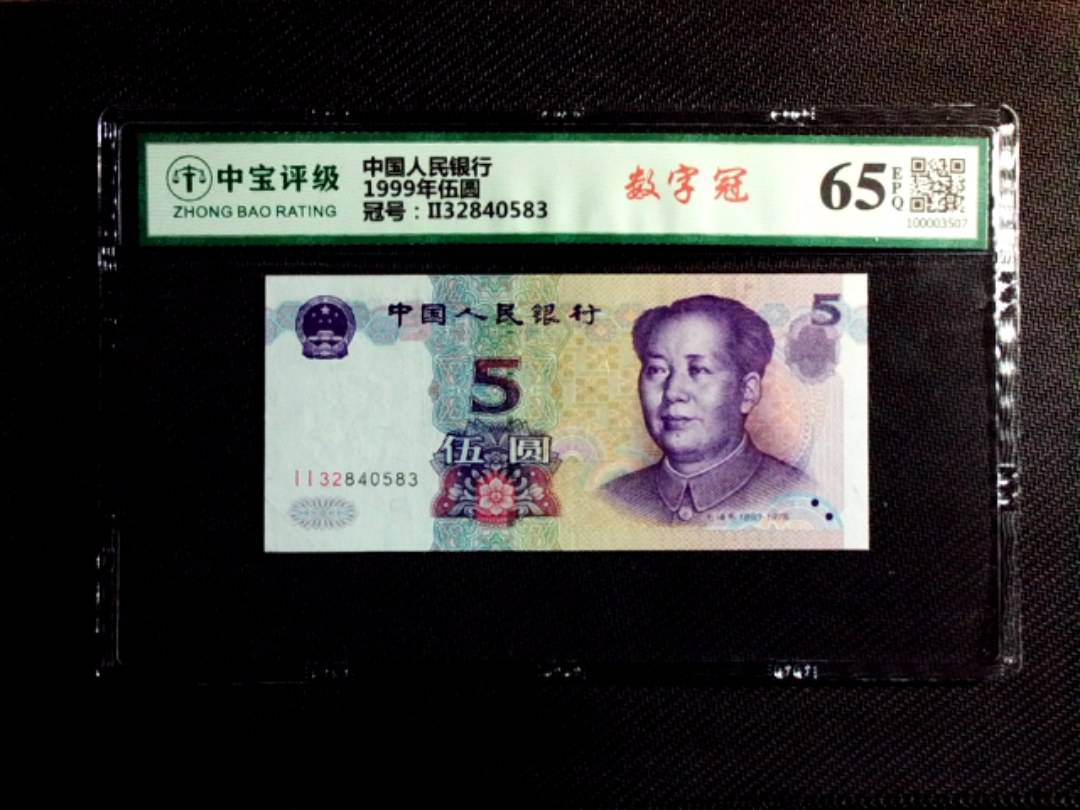 中宝评级
ZHONG BAO RATING
中国人民银行
1999年伍圆
冠号：II32840583
数字冠
65
EPQ
100003507
中国人民银行
5
5
伍圆
II32840583